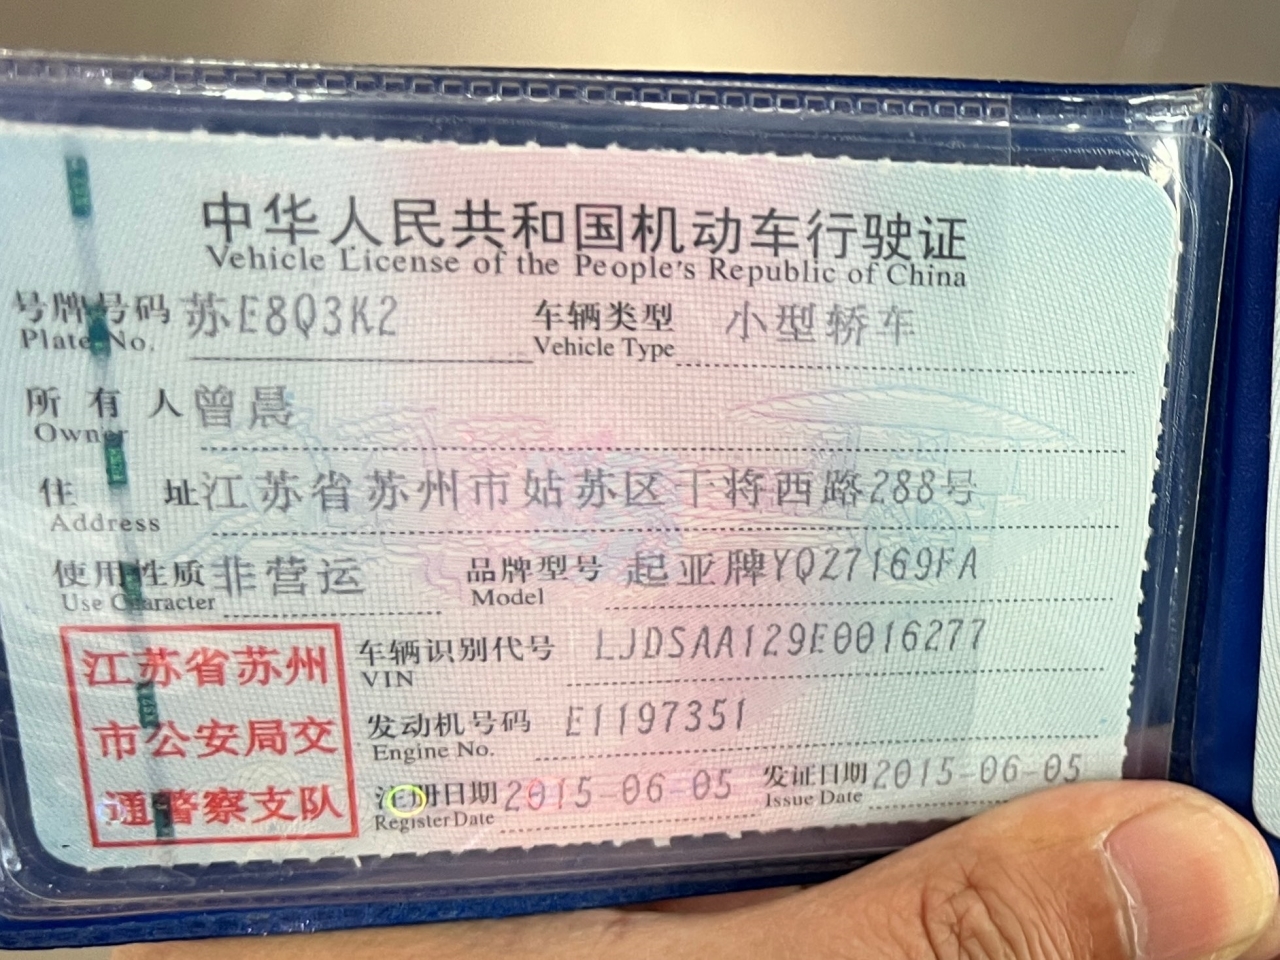 中华人民共和国机动车行驶证
Vehicle License of the People's Republic of China
号牌号码 苏E8Q3K2 车辆类型 小型轿车
Plate No. Vehicle Type
所有人 曾晨
Owner
住址 江苏省苏州市姑苏区干将西路288号
Address
使用性质 非营运 品牌型号 起亚牌YQZ7169FA
Use Character Model
江苏省苏州
市公安局交
通警察支队
车辆识别代号 LJDSAA129E0016277
VIN
发动机号码 E1197351
Engine No.
注册日期 2015-06-05 发证日期 2015-06-05
Register Date Issue Date